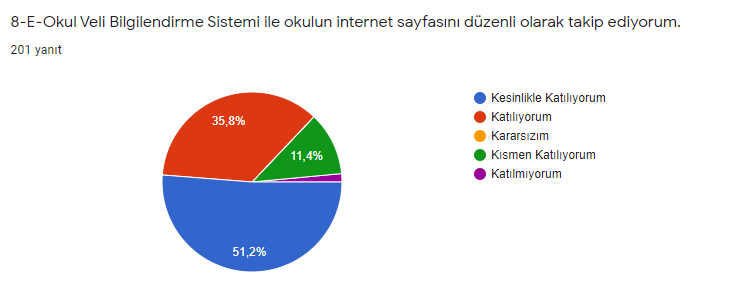 8-E-Okul Veli Bilgilendirme Sistemi ile okulun internet sayfasını düzenli olarak takip ediyorum.
201 yanıt
35,8%
11,4%
51,2%
Kesinlikle Katılıyorum
Katılıyorum
Kararsızım
Kısmen Katılıyorum
Katılmıyorum